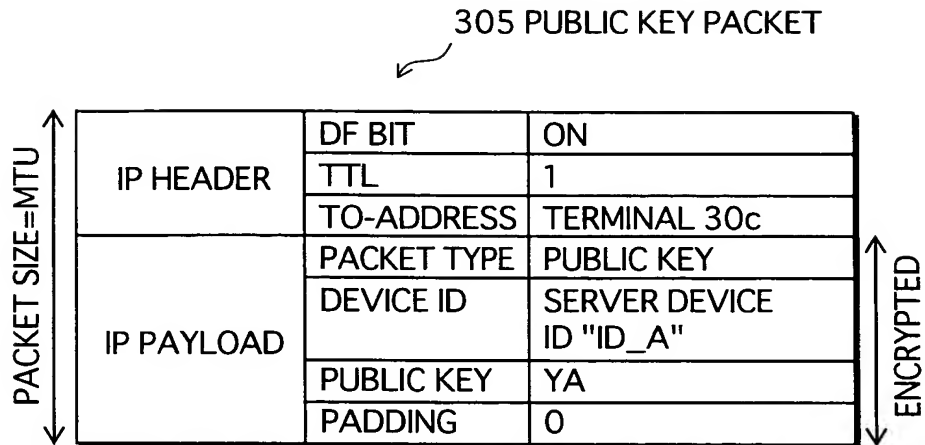 305 PUBLIC KEY PACKET
PACKET SIZE=MTU
IP HEADER
DF BIT ON
TTL 1
TO-ADDRESS TERMINAL 30c
IP PAYLOAD
PACKET TYPE PUBLIC KEY
DEVICE ID SERVER DEVICE
ID "ID_A"
PUBLIC KEY YA
PADDING 0
ENCRYPTED